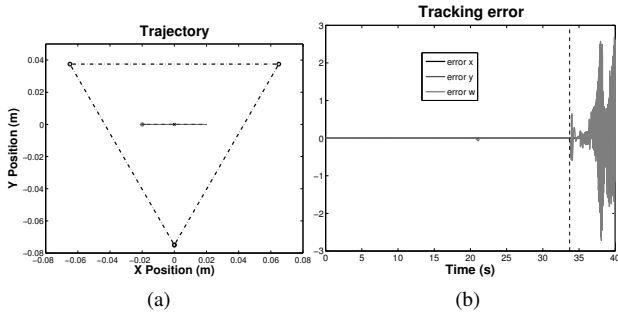 Trajectory
Y Position (m)
0.04
0.02
0
−0.02
−0.04
−0.06
−0.08
−0.08 −0.06 −0.04 −0.02 0 0.02 0.04 0.06 0.08
X Position (m)
(a)
Tracking error
3
2
1
0
−1
−2
−3
error x
error y
error w
0 5 10 15 20 25 30 35 40
Time (s)
(b)